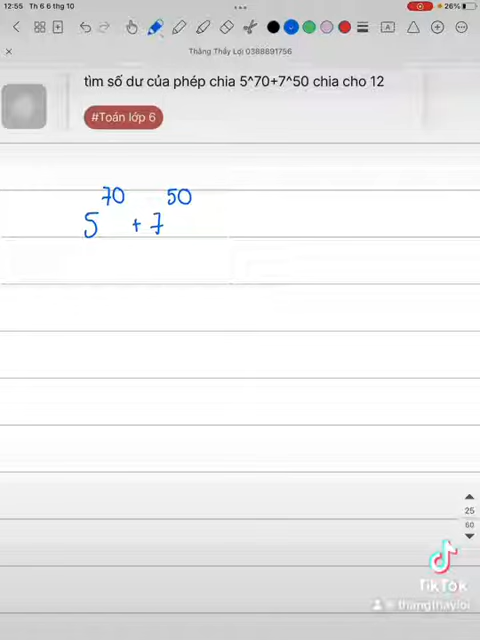 12:55 Th 6 6 thg 10 26%
Thắng Thầy Lợi 0388891756
tìm số dư của phép chia 5^70+7^50 chia cho 12
#Toán lớp 6
5^70 + 7^50
25
60
TikTok
@thangthayloi